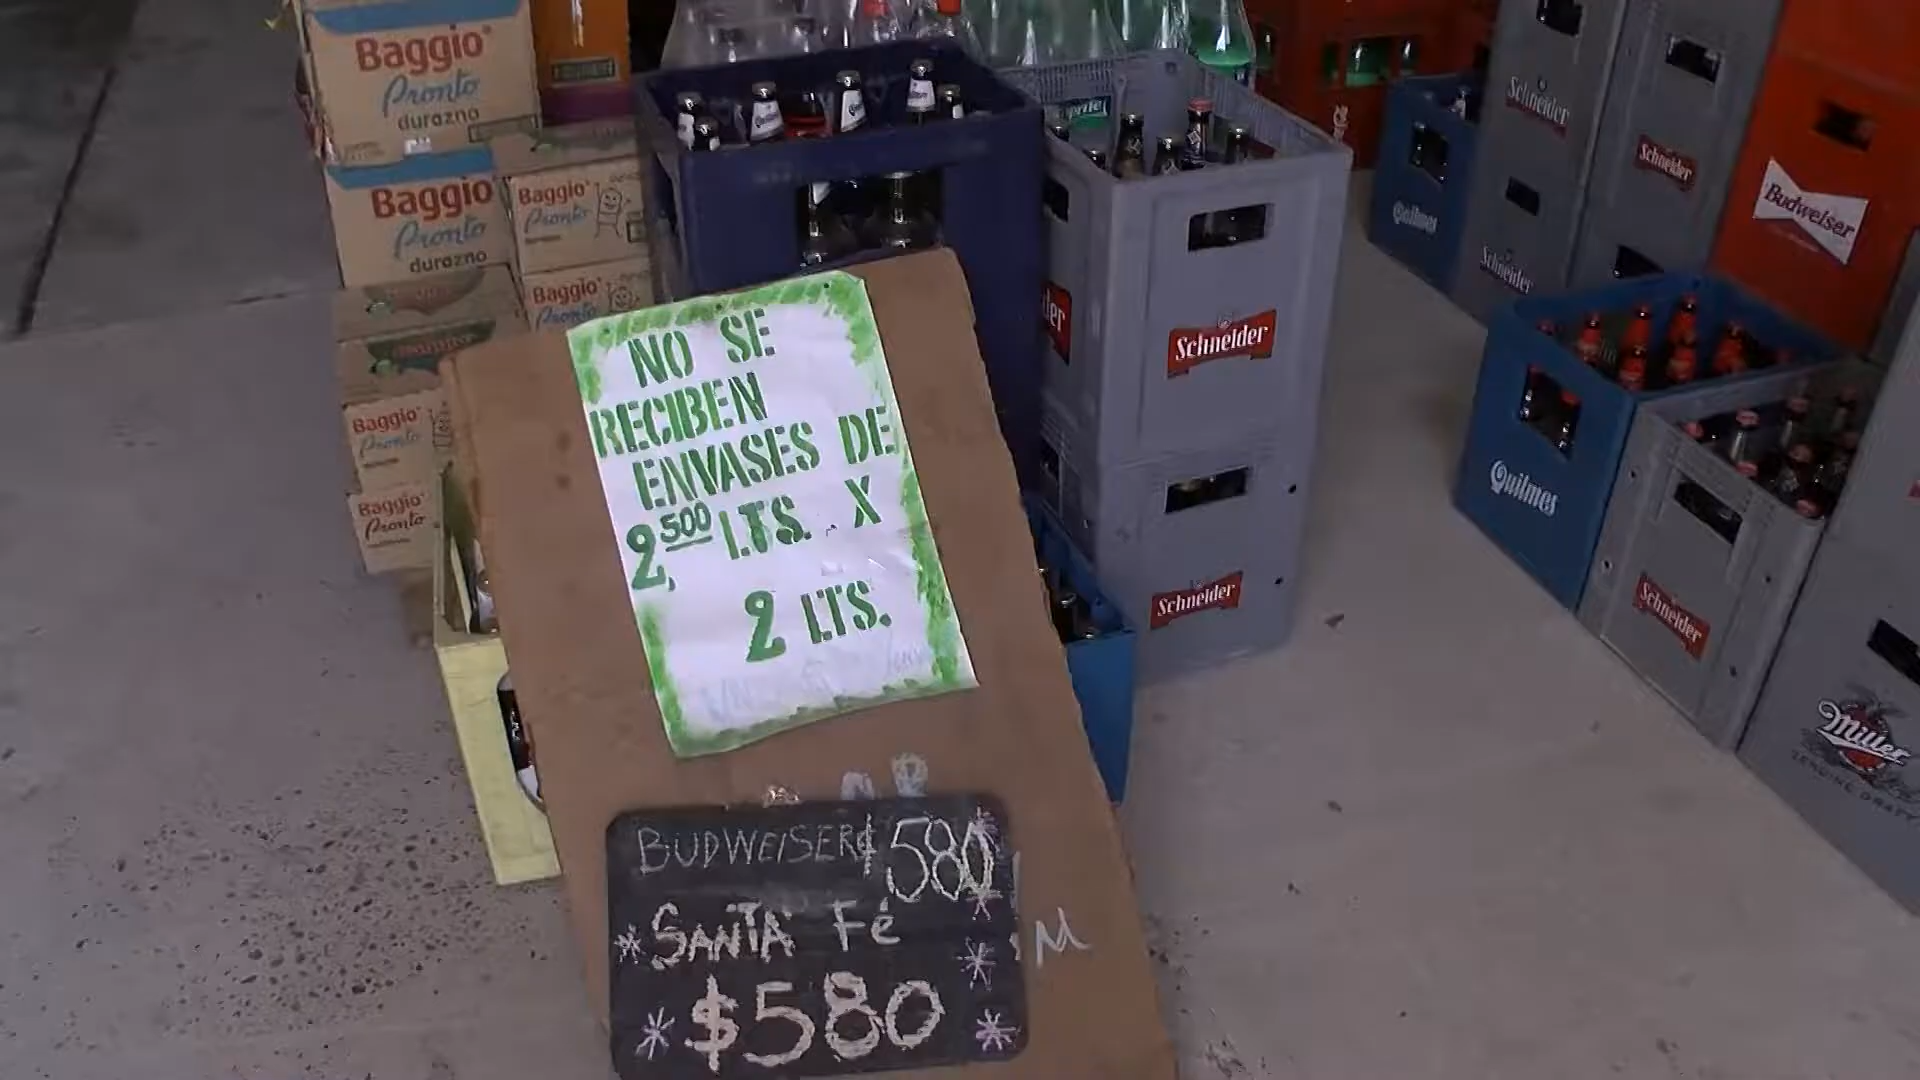 Baggio
Pronto
durazno
Baggio
Pronto
durazno
Baggio
Pronto
Baggio
Baggio
Pronto
Baggio
Pronto
Schneider
Schneider
Quilmes
Schneider
Schneider
Schneider
Budweiser
Quilmes
Schneider
Miller
NO SE
RECIBEN
ENVASES DE
2,500 LTS. X
2 LTS.
BUDWEISER $580
SANTA Fé
$580
M